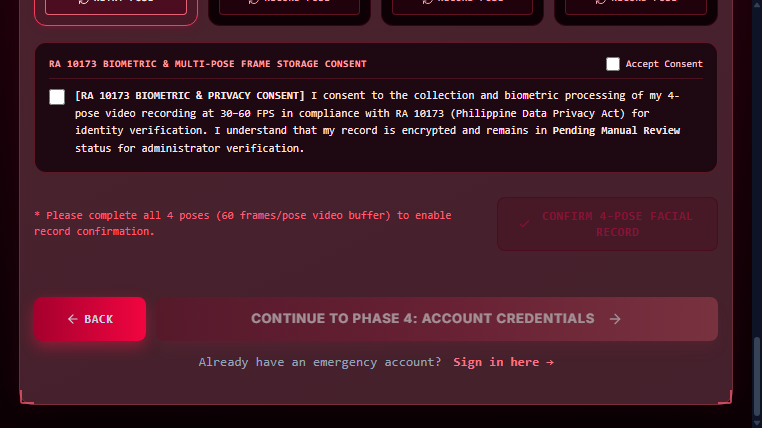 RA 10173 BIOMETRIC & MULTI-POSE FRAME STORAGE CONSENT
Accept Consent
[RA 10173 BIOMETRIC & PRIVACY CONSENT] I consent to the collection and biometric processing of my 4-
pose video recording at 30-60 FPS in compliance with RA 10173 (Philippine Data Privacy Act) for
identity verification. I understand that my record is encrypted and remains in Pending Manual Review
status for administrator verification.
* Please complete all 4 poses (60 frames/pose video buffer) to enable
record confirmation.
CONFIRM 4-POSE FACIAL
RECORD
← BACK
CONTINUE TO PHASE 4: ACCOUNT CREDENTIALS →
Already have an emergency account? Sign in here →